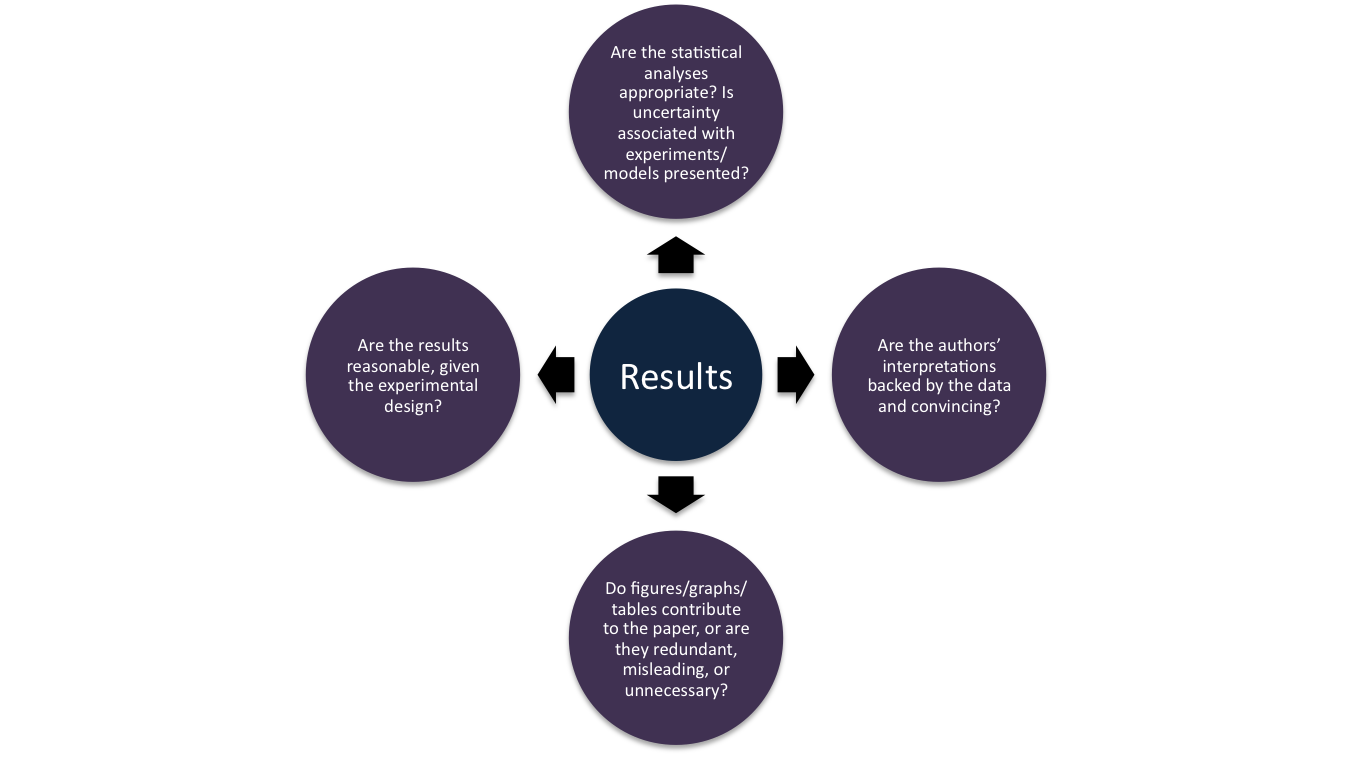 Are the statistical
analyses
appropriate? Is
uncertainty
associated with
experiments/
models presented?
Are the results
reasonable, given
the experimental
design?
Results
Are the authors’
interpretations
backed by the data
and convincing?
Do figures/graphs/
tables contribute
to the paper, or are
they redundant,
misleading, or
unnecessary?